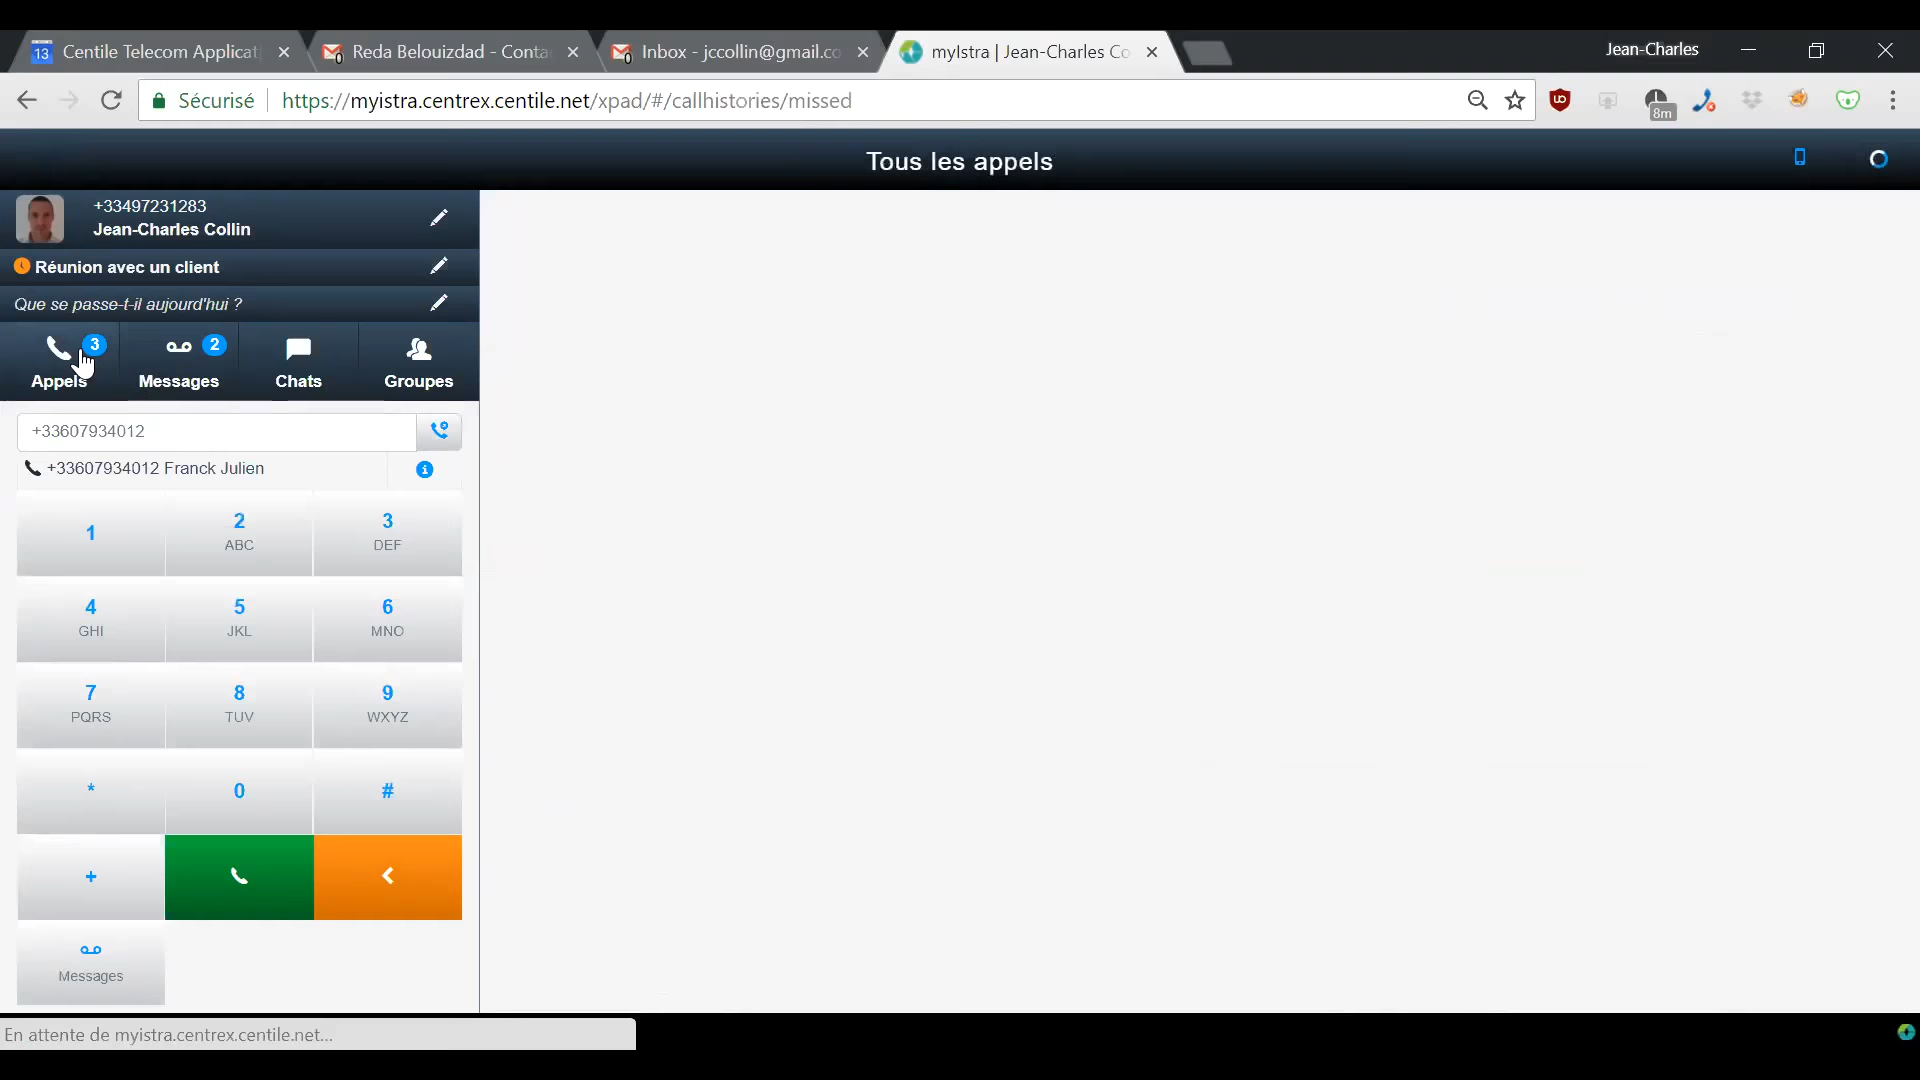 13 Centile Telecom Applicat
Reda Belouizdad - Conta
Inbox - jccollin@gmail.co
myIstra | Jean-Charles Co
Jean-Charles
Sécurisé
https://myistra.centrex.centile.net/xpad/#/callhistories/missed
8m
Tous les appels
+33497231283
Jean-Charles Collin
Réunion avec un client
Que se passe-t-il aujourd'hui ?
3
2
Appels
Messages
Chats
Groupes
+33607934012
+33607934012 Franck Julien
1
2
3
ABC
DEF
4
5
6
GHI
JKL
MNO
7
8
9
PQRS
TUV
WXYZ
*
0
#
+
Messages
En attente de myistra.centrex.centile.net...